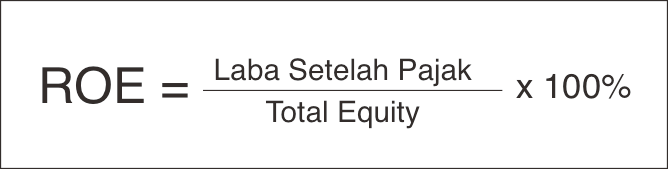 ROE = Laba Setelah Pajak x 100%
Total Equity